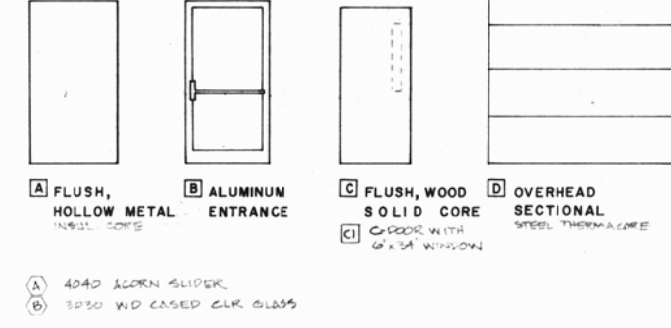 A FLUSH,
HOLLOW METAL
INSUL. CORE
B ALUMINUM
ENTRANCE
C FLUSH, WOOD
SOLID CORE
C1 C-DOOR WITH
6"x34" WINDOW
D OVERHEAD
SECTIONAL
STEEL THERMACORE
A 4040 ACORN SLIDER
B 3030 WD CASED CLR GLASS